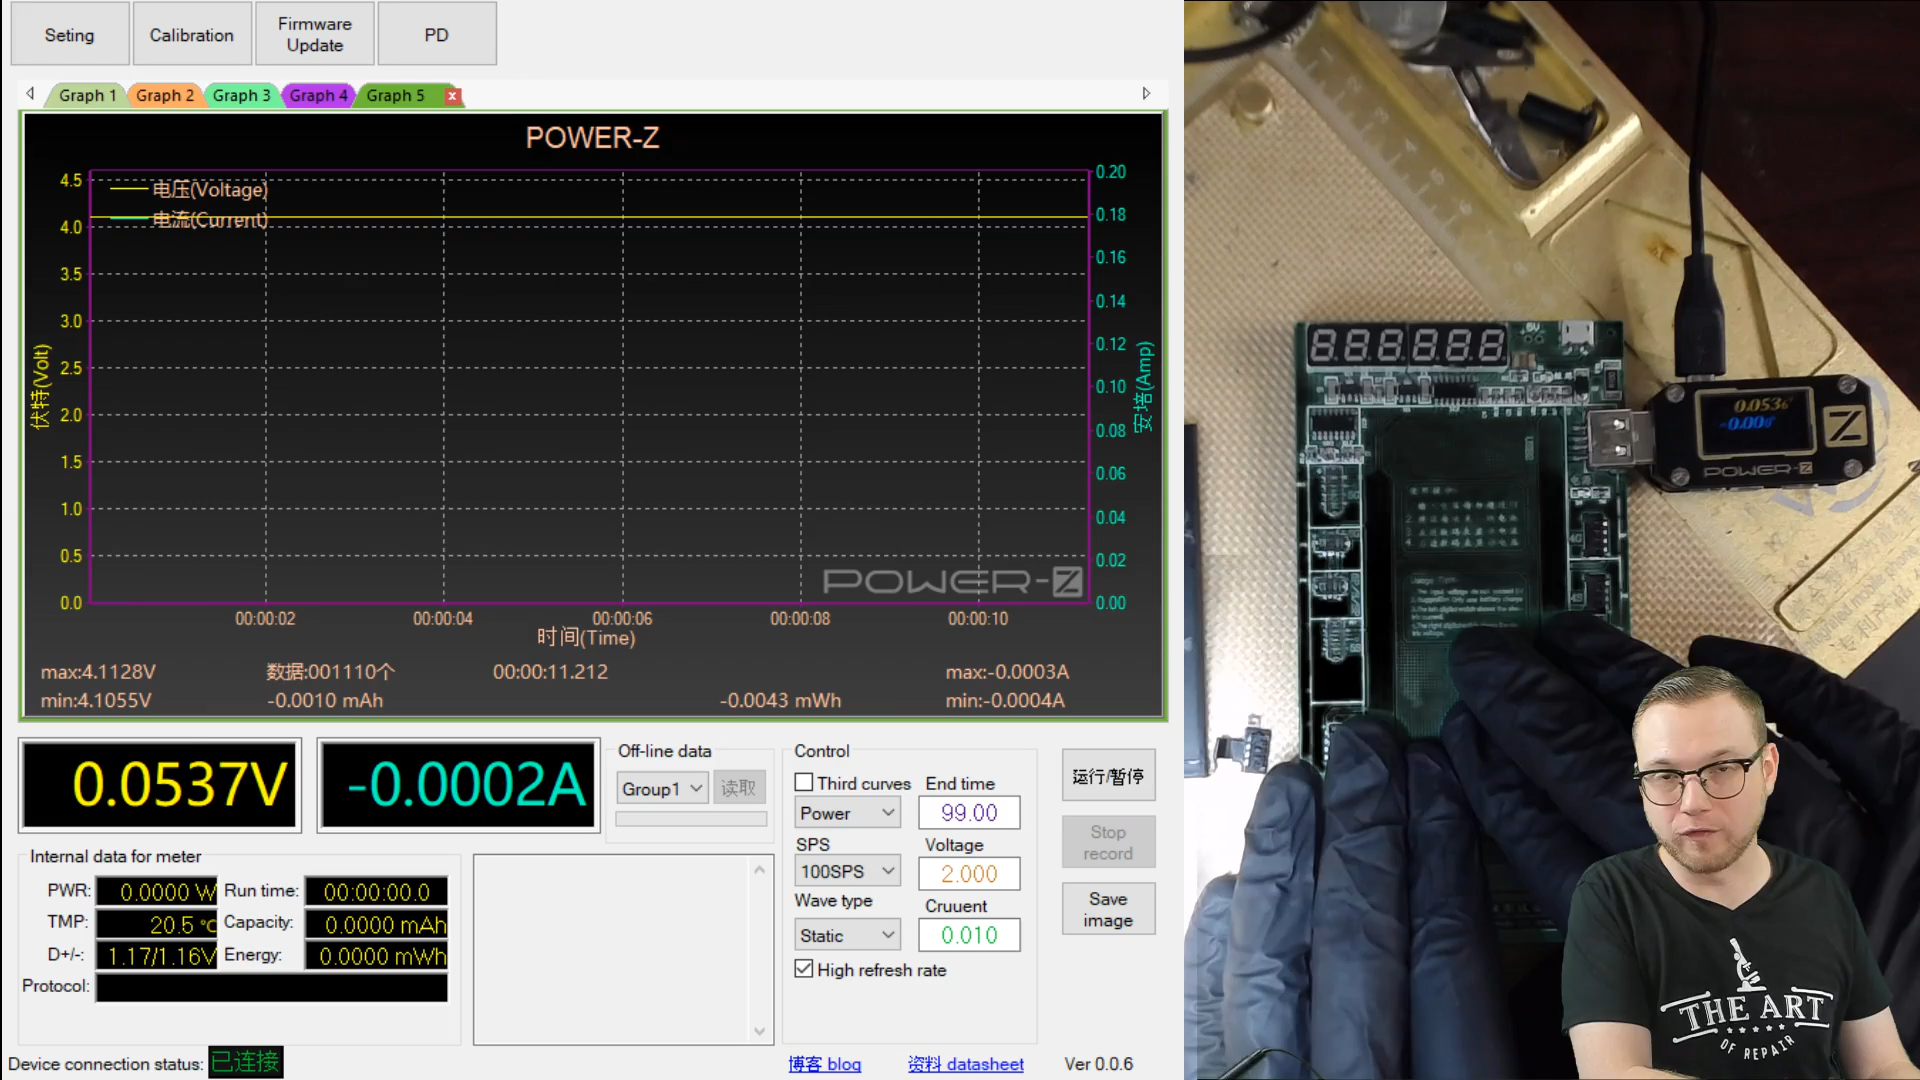 Seting
Calibration
Firmware
Update
PD
Graph 1
Graph 2
Graph 3
Graph 4
Graph 5
x
POWER-Z
电压(Voltage)
电流(Current)
4.5
4.0
3.5
3.0
2.5
2.0
1.5
1.0
0.5
0.0
伏特(Volt)
0.20
0.18
0.16
0.14
0.12
0.10
0.08
0.06
0.04
0.02
0.00
安培(Amp)
POWER-Z
00:00:02
00:00:04
00:00:06
00:00:08
00:00:10
时间(Time)
max:4.1128V
数据:001110个
00:00:11.212
max:-0.0003A
min:4.1055V
-0.0010 mAh
-0.0043 mWh
min:-0.0004A
0.0537V
-0.0002A
Off-line data
Group1
读取
Control
Third curves
End time
Power
99.00
SPS
Voltage
100SPS
2.000
Wave type
Cruuent
Static
0.010
High refresh rate
运行/暂停
Stop
record
Save
image
Internal data for meter
PWR:
0.0000 W
Run time:
00:00:00.0
TMP:
20.5 °C
Capacity:
0.0000 mAh
D+/-:
1.17/1.16V
Energy:
0.0000 mWh
Protocol:
Device connection status:
已连接
博客 blog
资料 datasheet
Ver 0.0.6
888888
0.0536
-0.000
Z
POWER-Z
THE ART
OF REPAIR